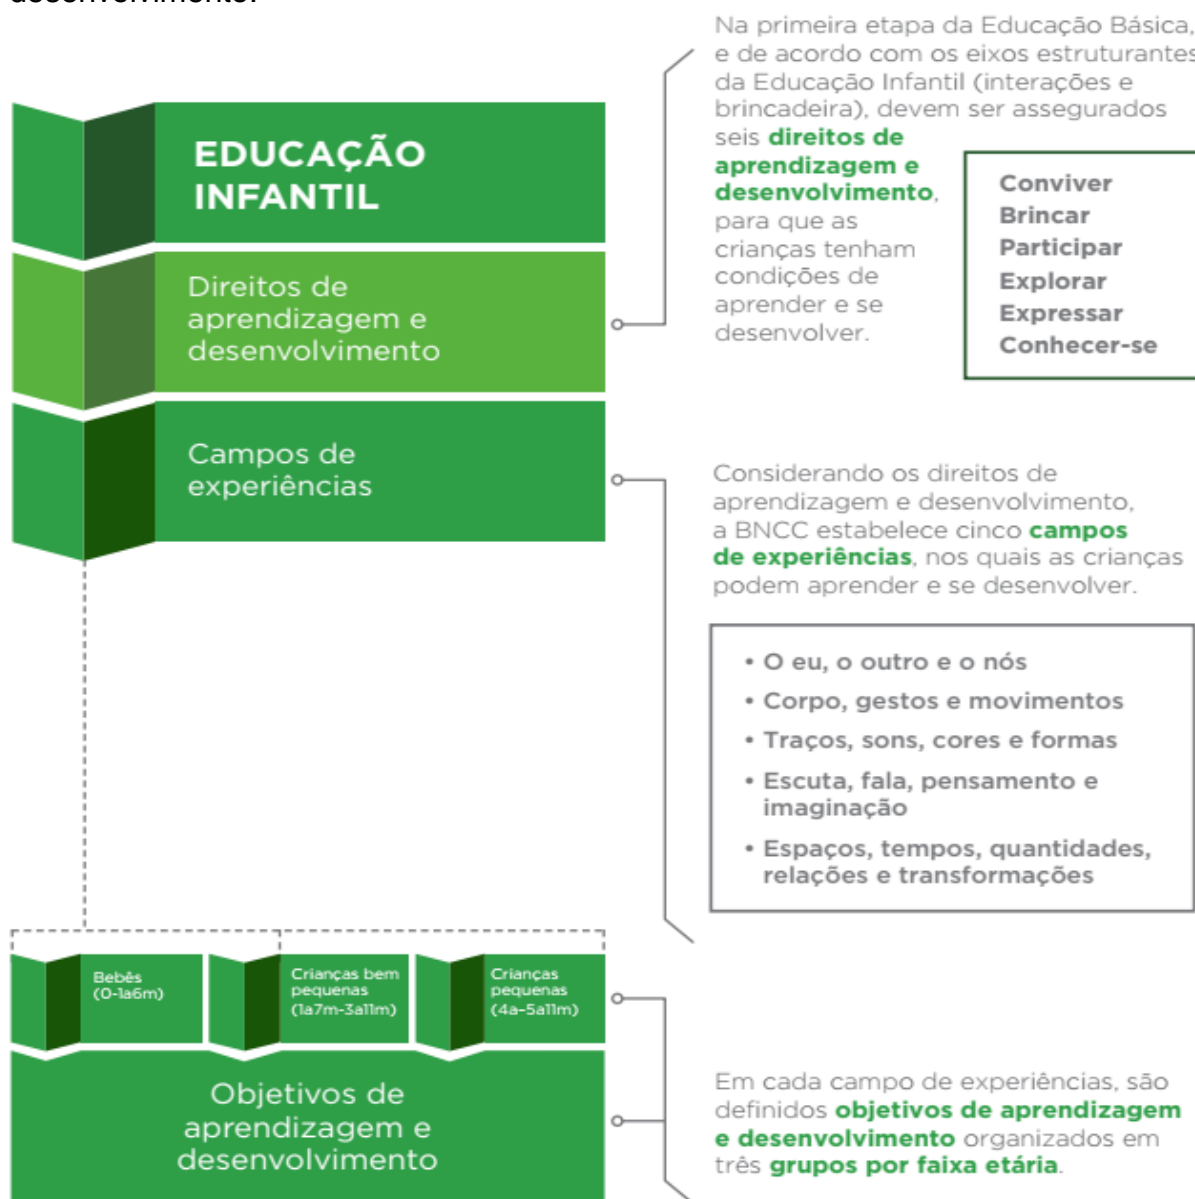 desenvolvimento.
Na primeira etapa da Educação Básica,
e de acordo com os eixos estruturantes
da Educação Infantil (interações e
brincadeira), devem ser assegurados
seis direitos de
aprendizagem e
desenvolvimento,
para que as
crianças tenham
condições de
aprender e se
desenvolver.
Conviver
Brincar
Participar
Explorar
Expressar
Conhecer-se
EDUCAÇÃO
INFANTIL
Direitos de
aprendizagem e
desenvolvimento
Campos de
experiências
Considerando os direitos de
aprendizagem e desenvolvimento,
a BNCC estabelece cinco campos
de experiências, nos quais as crianças
podem aprender e se desenvolver.
• O eu, o outro e o nós
• Corpo, gestos e movimentos
• Traços, sons, cores e formas
• Escuta, fala, pensamento e
imaginação
• Espaços, tempos, quantidades,
relações e transformações
Bebês
(0-1a6m)
Crianças bem
pequenas
(1a7m-3a11m)
Crianças
pequenas
(4a-5a11m)
Objetivos de
aprendizagem e
desenvolvimento
Em cada campo de experiências, são
definidos objetivos de aprendizagem
e desenvolvimento organizados em
três grupos por faixa etária.